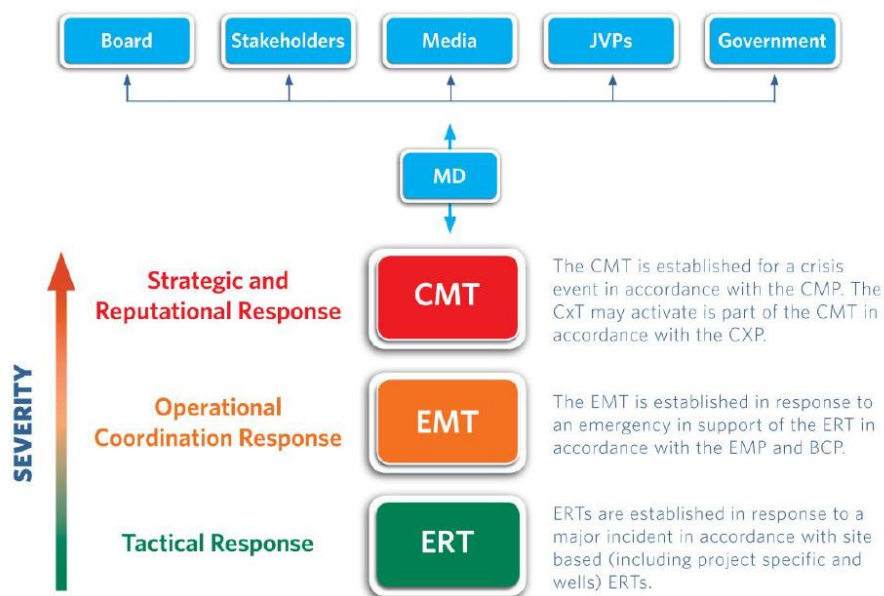 Board
Stakeholders
Media
JVPs
Government
MD
SEVERITY
Strategic and
Reputational Response
CMT
The CMT is established for a crisis
event in accordance with the CMP. The
CxT may activate is part of the CMT in
accordance with the CXP.
Operational
Coordination Response
EMT
The EMT is established in response to
an emergency in support of the ERT in
accordance with the EMP and BCP.
Tactical Response
ERT
ERTs are established in response to a
major incident in accordance with site
based (including project specific and
wells) ERTs.